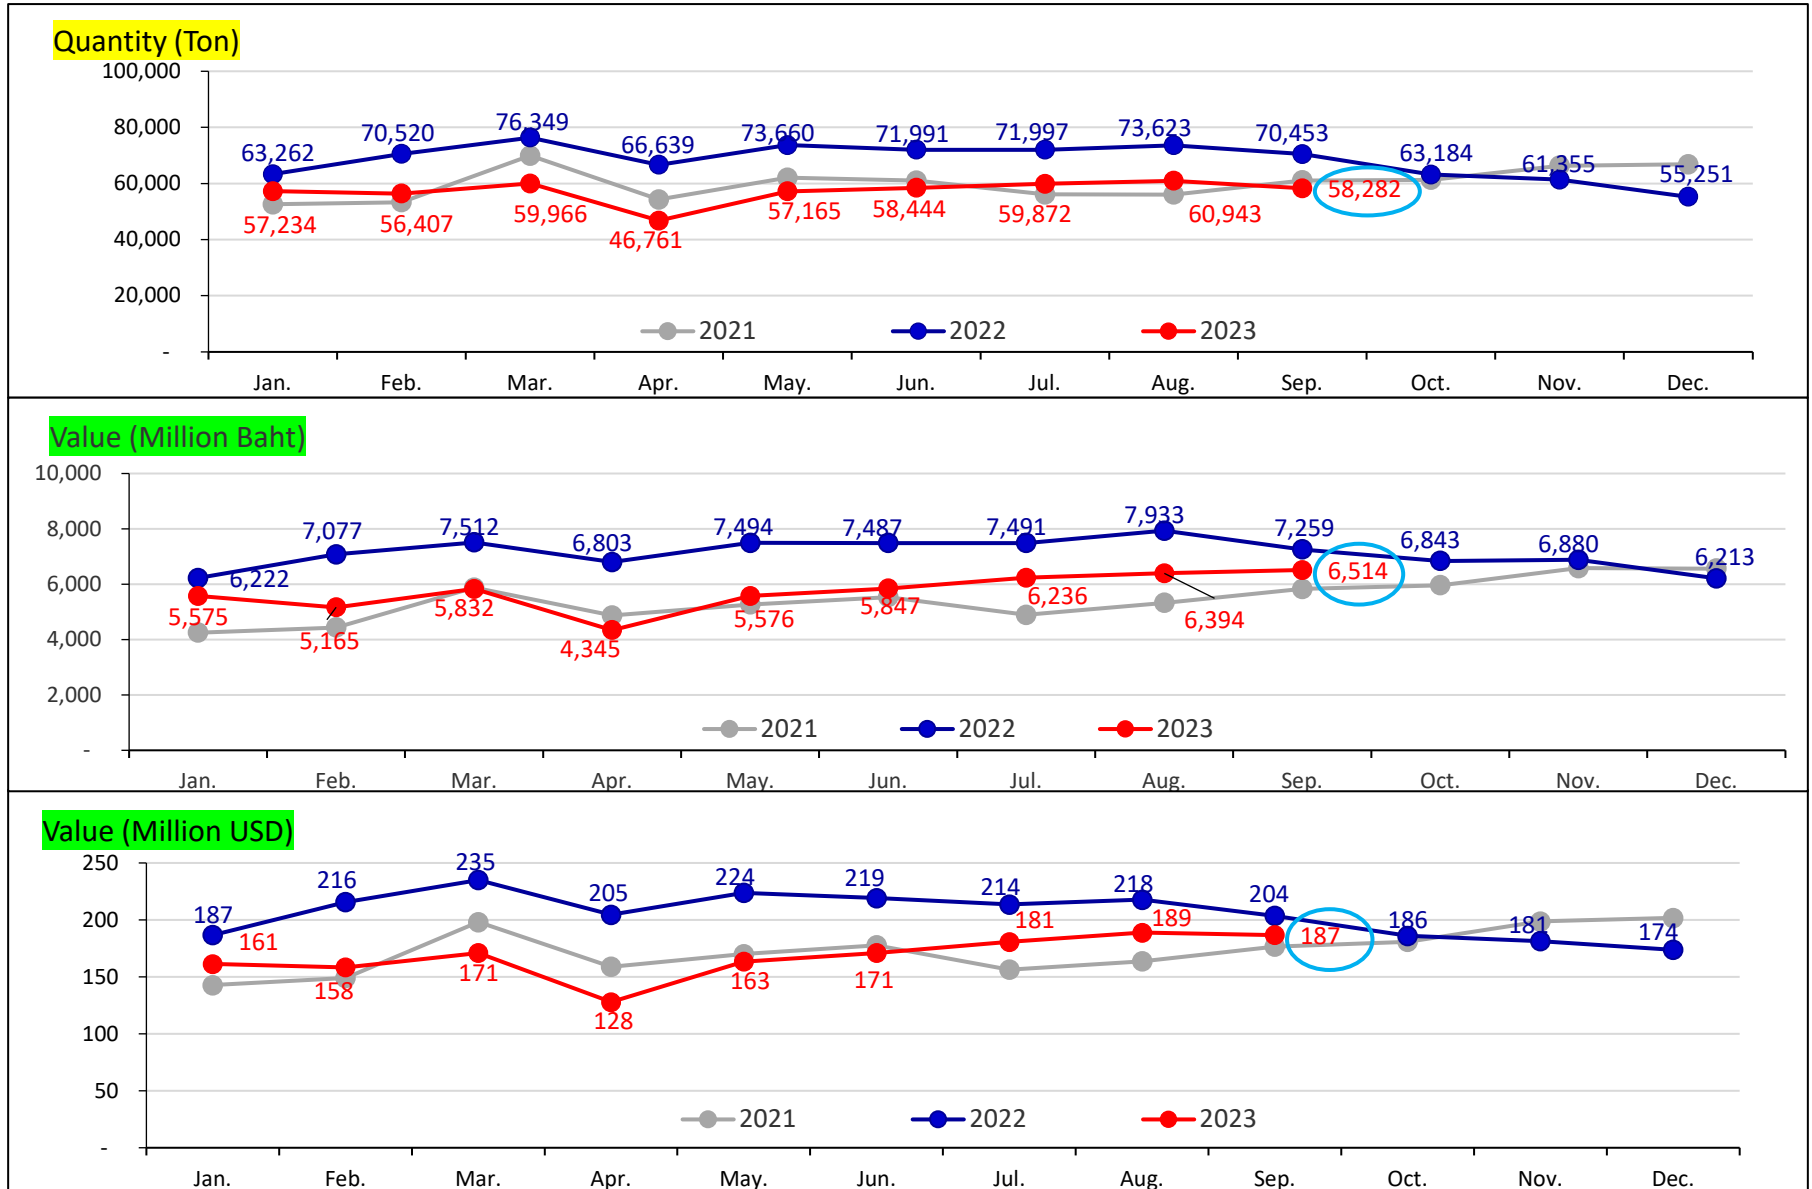 Quantity (Ton)
100,000
80,000
60,000
40,000
20,000
-
63,262 70,520 76,349 66,639 73,660 71,991 71,997 73,623 70,453 63,184 61,355 55,251
57,234 56,407 59,966 46,761 57,165 58,444 59,872 60,943 58,282
2021 2022 2023
Jan. Feb. Mar. Apr. May. Jun. Jul. Aug. Sep. Oct. Nov. Dec.
Value (Million Baht)
10,000
8,000
6,000
4,000
2,000
-
6,222 7,077 7,512 6,803 7,494 7,487 7,491 7,933 7,259 6,843 6,880 6,213
5,575 5,165 5,832 4,345 5,576 5,847 6,236 6,394 6,514
2021 2022 2023
Jan. Feb. Mar. Apr. May. Jun. Jul. Aug. Sep. Oct. Nov. Dec.
Value (Million USD)
250
200
150
100
50
-
187 216 235 205 224 219 214 218 204 186 181 174
161 158 171 128 163 171 181 189 187
2021 2022 2023
Jan. Feb. Mar. Apr. May. Jun. Jul. Aug. Sep. Oct. Nov. Dec.